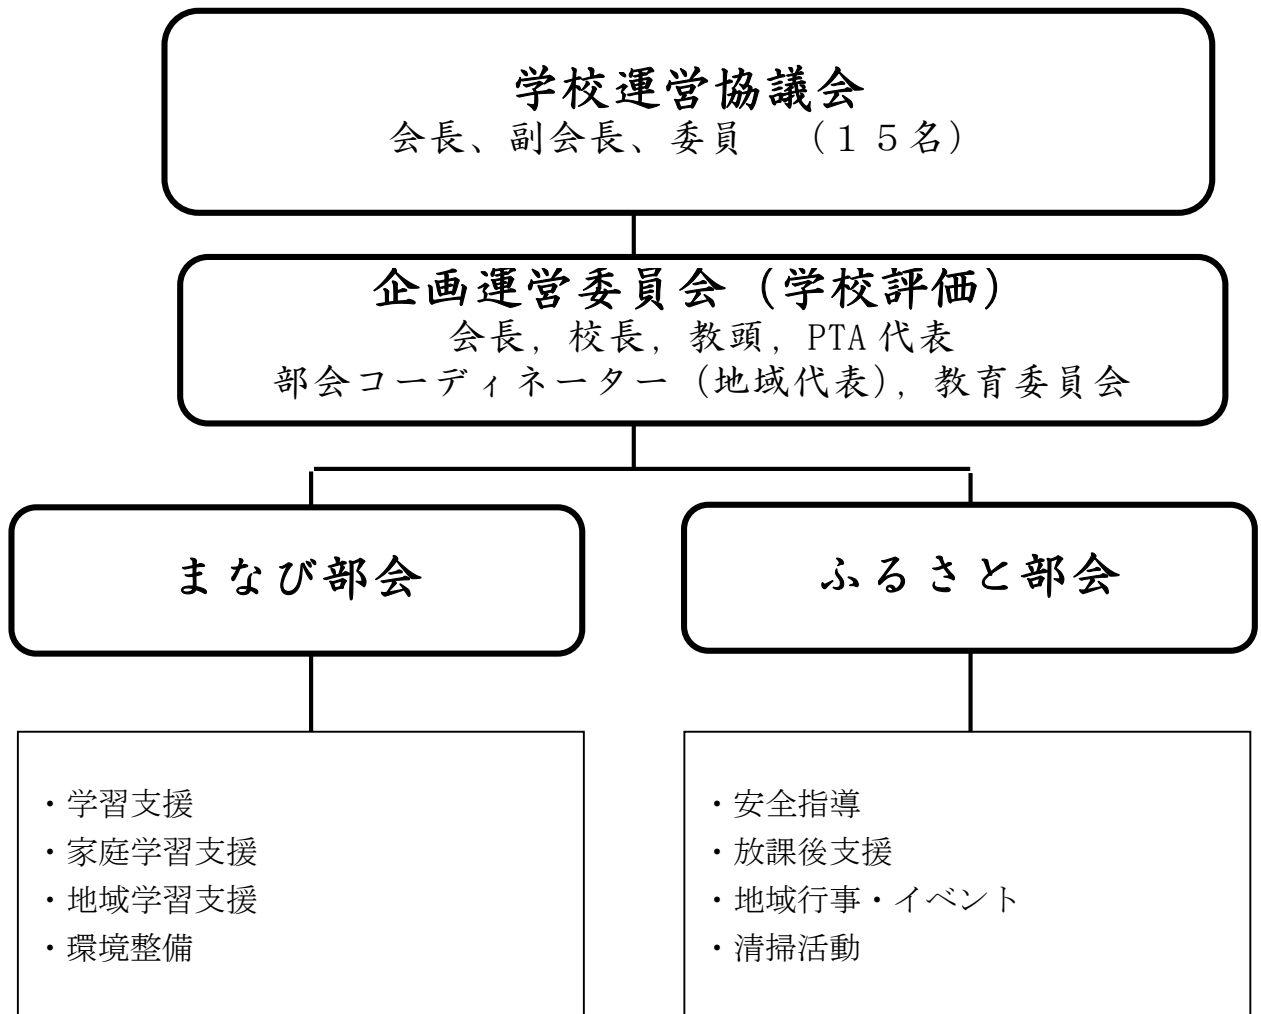 学校運営協議会
会長、副会長、委員　（１５名）
企画運営委員会（学校評価）
会長，校長，教頭，PTA代表
部会コーディネーター（地域代表），教育委員会
まなび部会
・学習支援
・家庭学習支援
・地域学習支援
・環境整備
ふるさと部会
・安全指導
・放課後支援
・地域行事・イベント
・清掃活動